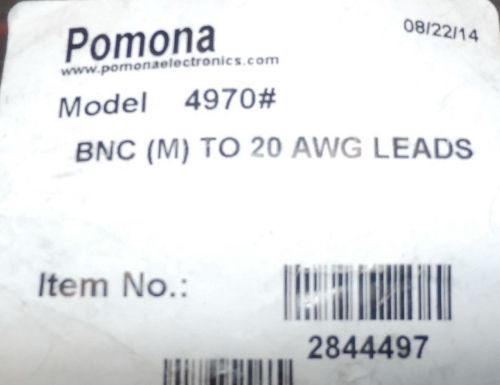 Pomona
08/22/14
www.pomonaelectronics.com
Model 4970#
BNC (M) TO 20 AWG LEADS
Item No.:
2844497